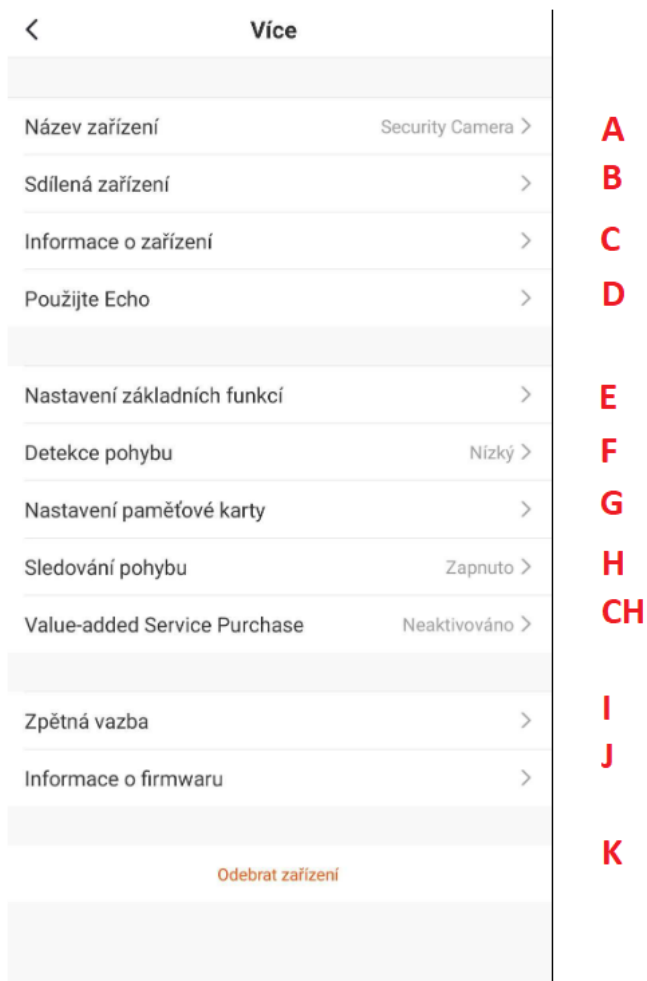 Více
Název zařízení Security Camera A
Sdílená zařízení B
Informace o zařízení C
Použijte Echo D
Nastavení základních funkcí E
Detekce pohybu Nízký F
Nastavení paměťové karty G
Sledování pohybu Zapnuto H
Value-added Service Purchase Neaktivováno CH
Zpětná vazba I
Informace o firmwaru J
Odebrat zařízení K